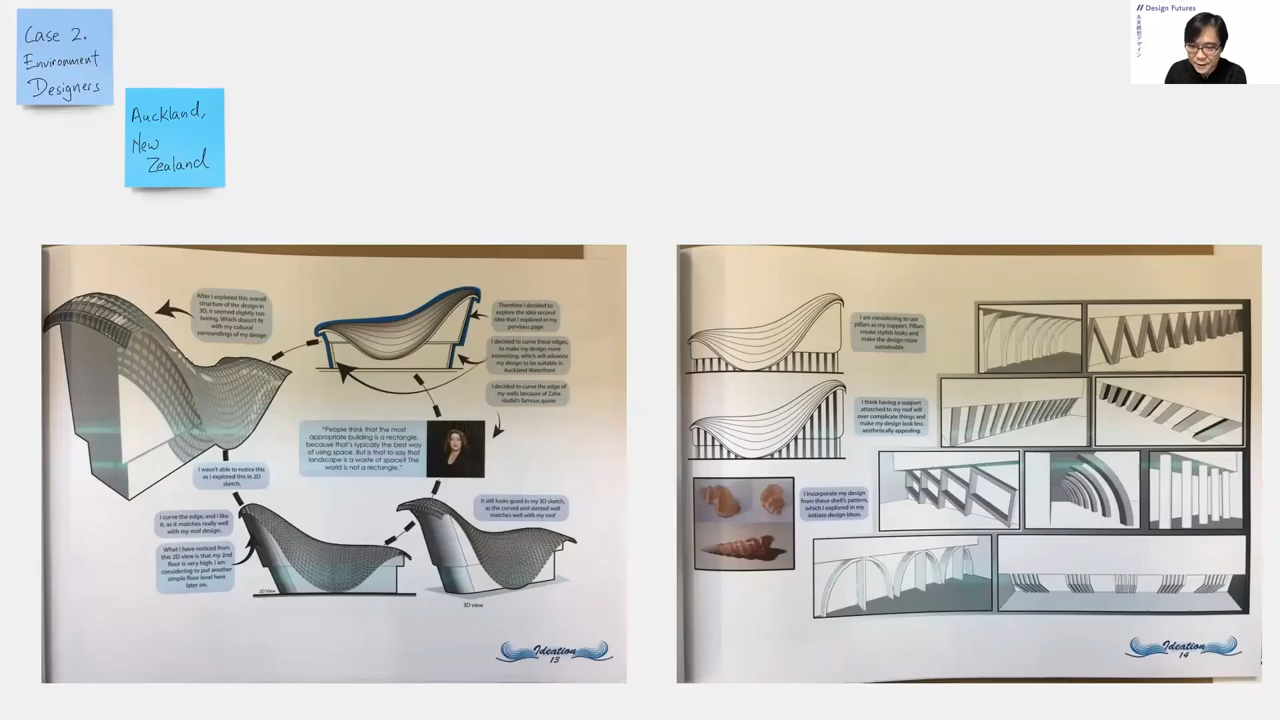 Case 2.
Environment
Designers
Auckland,
New
Zealand
// Design Futures
未来構想デザイン
After I explored this overall
structure of the design in
3D, it seemed slightly too
boring. Which doesn't fit
with my cultural
surroundings of my design
Therefore I decided to
explore the idea second
idea that I explored in my
pervious page
I decided to curve these edges,
to make my design more
interesting, which will advance
my design to be suitable in
Auckland Waterfront
I decided to curve the edge of
my walls because of Zaha
Hadid's famous quote
"People think that the most
appropriate building is a rectangle,
because that's typically the best way
of using space. But is that to say that
landscape is a waste of space? The
world is not a rectangle."
I wasn't able to notice this
as I explored this in 2D
sketch.
I curve the edge, and I like
it, as it matches really well
with my roof design.
What I have noticed from
this 2D view is that my 2nd
floor is very high. I am
considering to put another
simple floor level here
later on.
It still looks good in my 3D sketch,
as the curved and slanted wall
matches well with my roof
2D View
3D view
Ideation
13
I am considering to use
pillars as my support. Pillars
create stylish looks and
make the design more
sustainable.
I think having a support
attatched to my roof will
over complicate things and
make my design look less
aesthetically appealing.
I incorporate my design
from these shell's pattern,
which I explored in my
initiate design ideas.
Ideation
14